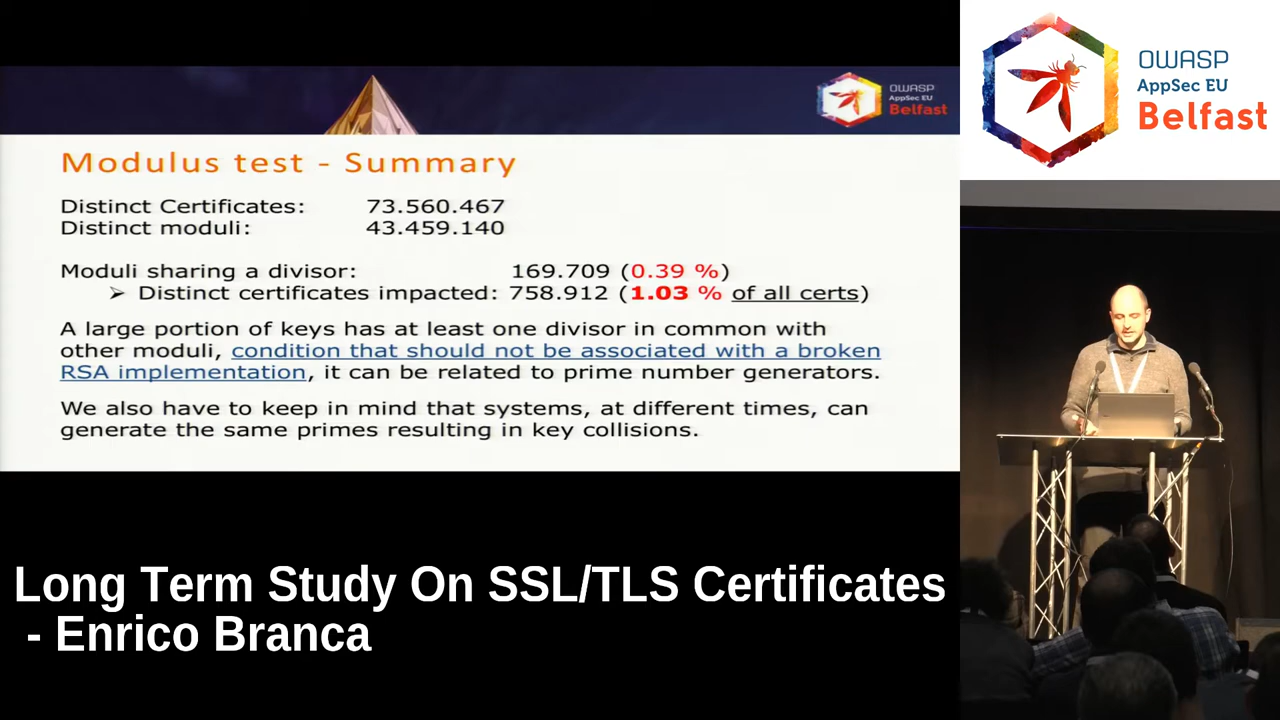 OWASP
AppSec EU
Belfast
OWASP
AppSec EU
Belfast
Modulus test - Summary
Distinct Certificates: 73.560.467
Distinct moduli: 43.459.140
Moduli sharing a divisor: 169.709 (0.39 %)
➢ Distinct certificates impacted: 758.912 (1.03 % of all certs)
A large portion of keys has at least one divisor in common with
other moduli, condition that should not be associated with a broken
RSA implementation, it can be related to prime number generators.
We also have to keep in mind that systems, at different times, can
generate the same primes resulting in key collisions.
Long Term Study On SSL/TLS Certificates
- Enrico Branca